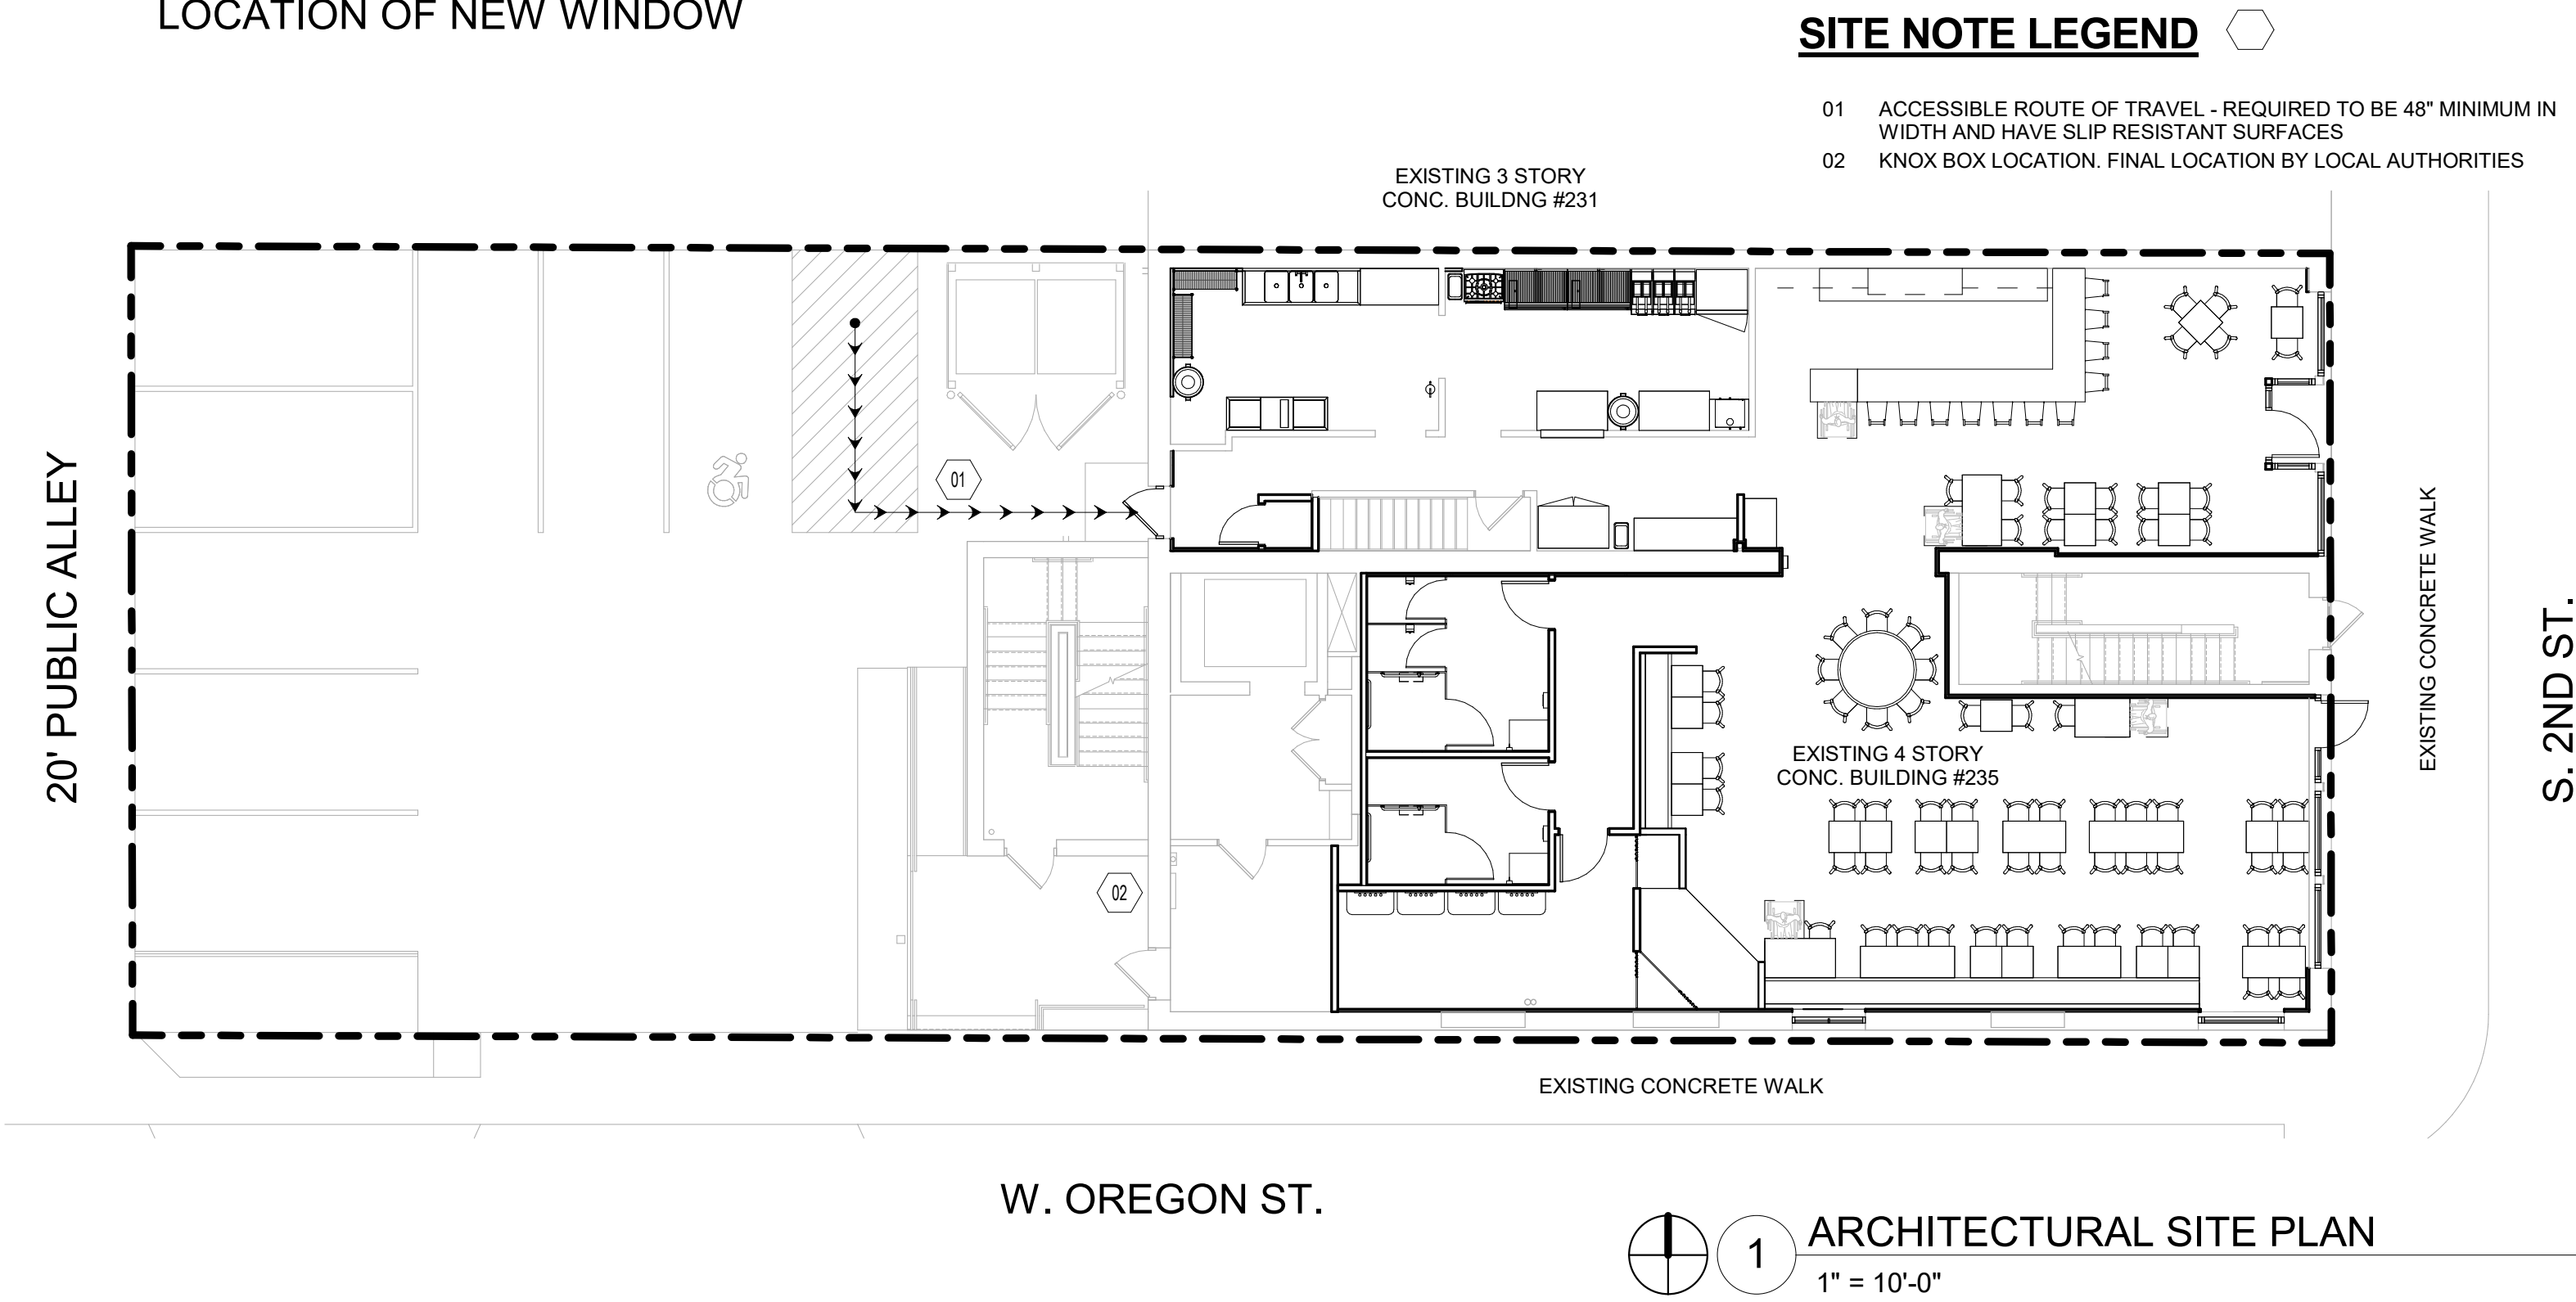 LOCATION OF NEW WINDOW
SITE NOTE LEGEND
01 ACCESSIBLE ROUTE OF TRAVEL - REQUIRED TO BE 48" MINIMUM IN
WIDTH AND HAVE SLIP RESISTANT SURFACES
02 KNOX BOX LOCATION. FINAL LOCATION BY LOCAL AUTHORITIES
EXISTING 3 STORY
CONC. BUILDNG #231
20' PUBLIC ALLEY
01
02
EXISTING 4 STORY
CONC. BUILDING #235
EXISTING CONCRETE WALK
S. 2ND ST.
EXISTING CONCRETE WALK
W. OREGON ST.
1
ARCHITECTURAL SITE PLAN
1" = 10'-0"